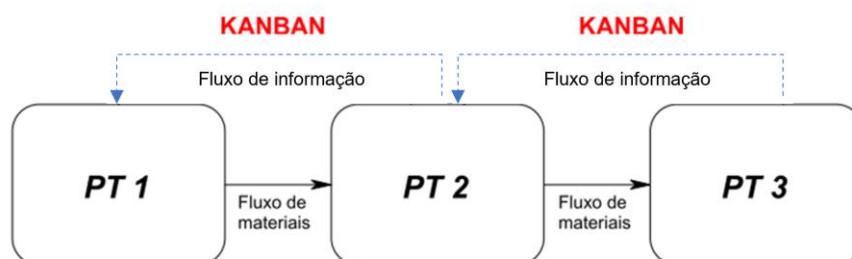 KANBAN
KANBAN
Fluxo de informação
Fluxo de informação
PT 1
PT 2
PT 3
Fluxo de
materiais
Fluxo de
materiais